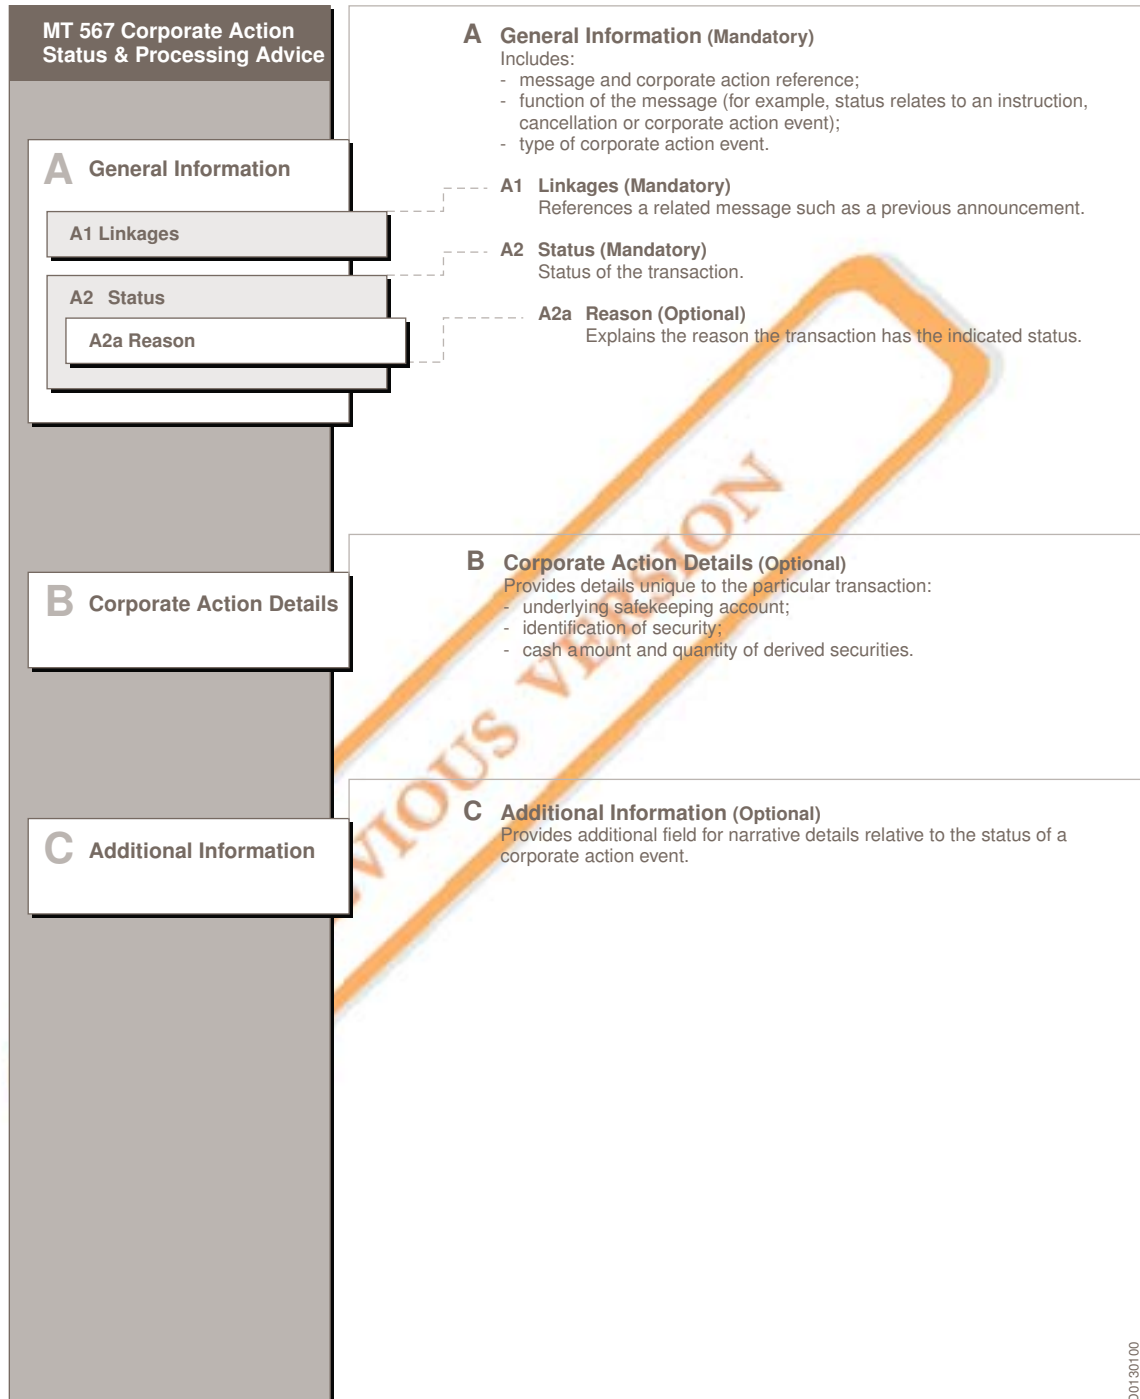 MT 567 Corporate Action
Status & Processing Advice
A General Information
A1 Linkages
A2 Status
A2a Reason
B Corporate Action Details
C Additional Information
A General Information (Mandatory)
Includes:
- message and corporate action reference;
- function of the message (for example, status relates to an instruction,
cancellation or corporate action event);
- type of corporate action event.
A1 Linkages (Mandatory)
References a related message such as a previous announcement.
A2 Status (Mandatory)
Status of the transaction.
A2a Reason (Optional)
Explains the reason the transaction has the indicated status.
B Corporate Action Details (Optional)
Provides details unique to the particular transaction:
- underlying safekeeping account;
- identification of security;
- cash amount and quantity of derived securities.
C Additional Information (Optional)
Provides additional field for narrative details relative to the status of a
corporate action event.
VIOUS VERSION
D0130100